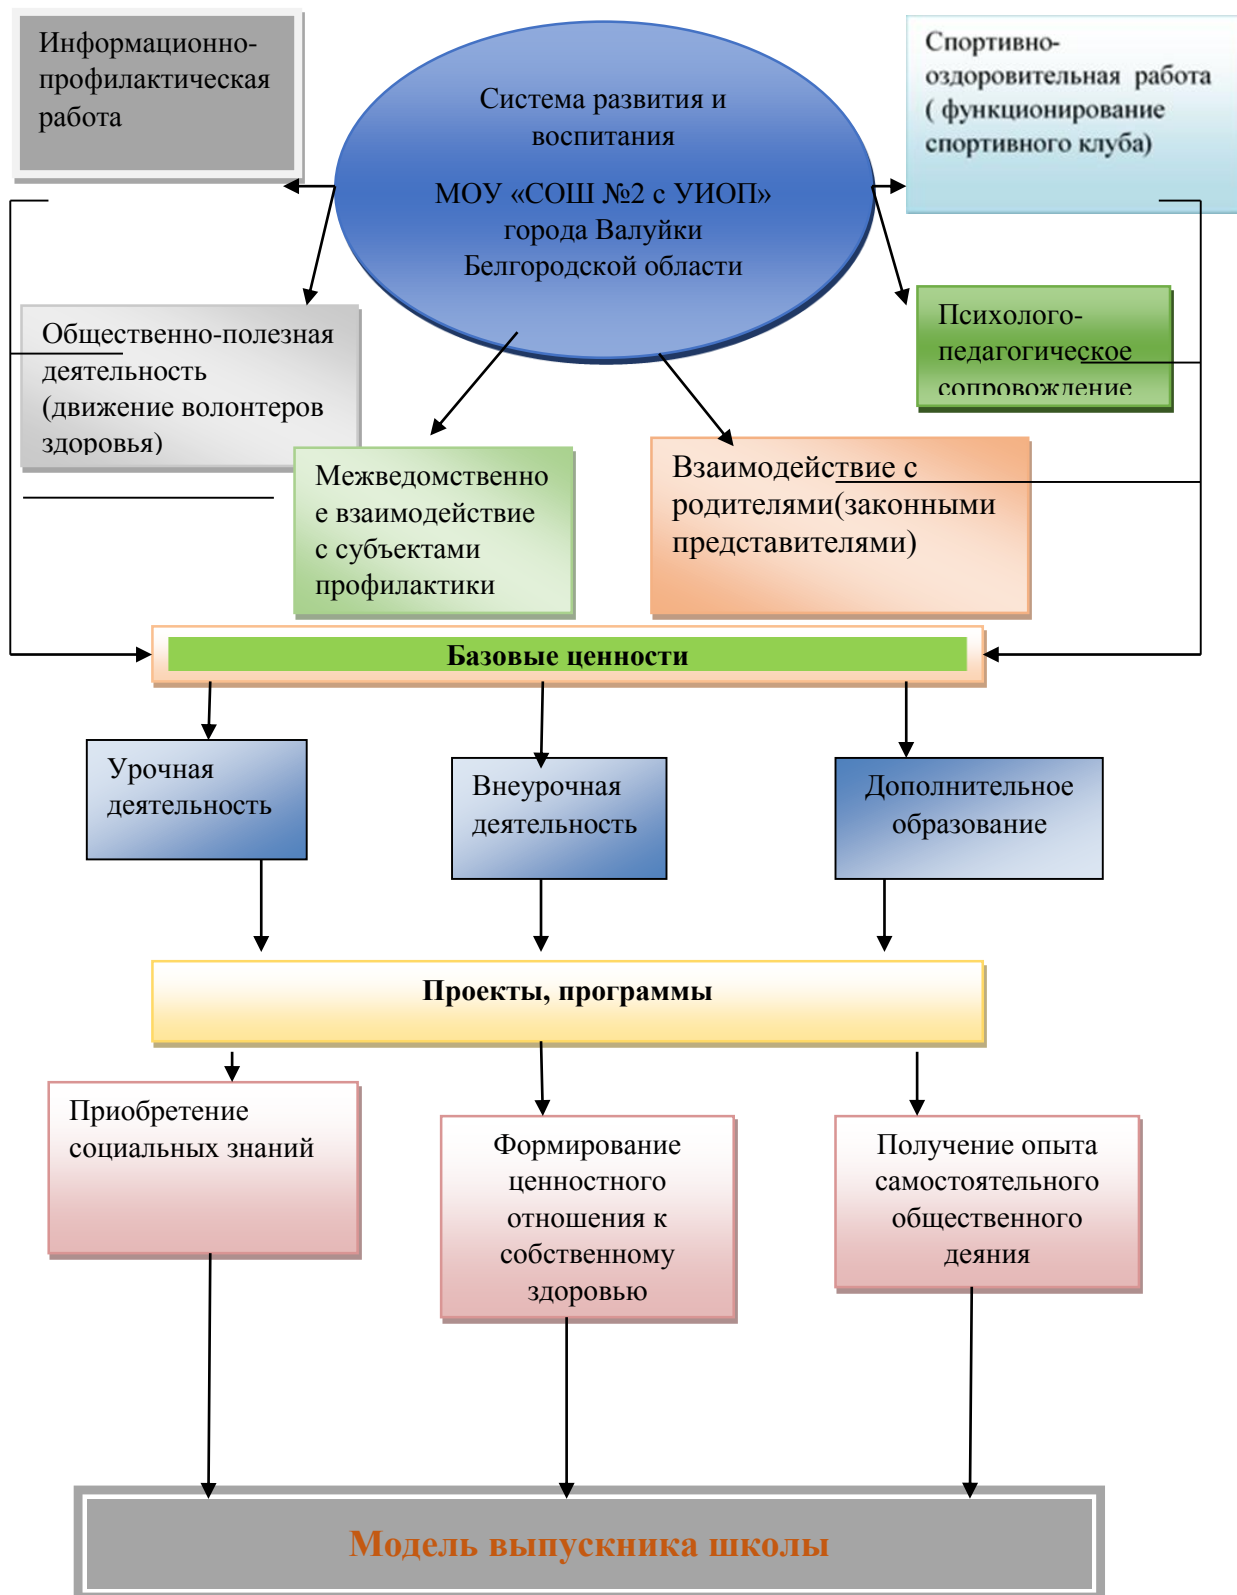 Информационно-
профилактическая
работа
Система развития и
воспитания
МОУ «СОШ №2 с УИОП»
города Валуйки
Белгородской области
Спортивно-
оздоровительная работа
( функционирование
спортивного клуба)
Общественно-полезная
деятельность
(движение волонтеров
здоровья)
Психолого-
педагогическое
сопровождение
Межведомственно
е взаимодействие
с субъектами
профилактики
Взаимодействие с
родителями(законными
представителями)
Базовые ценности
Урочная
деятельность
Внеурочная
деятельность
Дополнительное
образование
Проекты, программы
Приобретение
социальных знаний
Формирование
ценностного
отношения к
собственному
здоровью
Получение опыта
самостоятельного
общественного
деяния
Модель выпускника школы